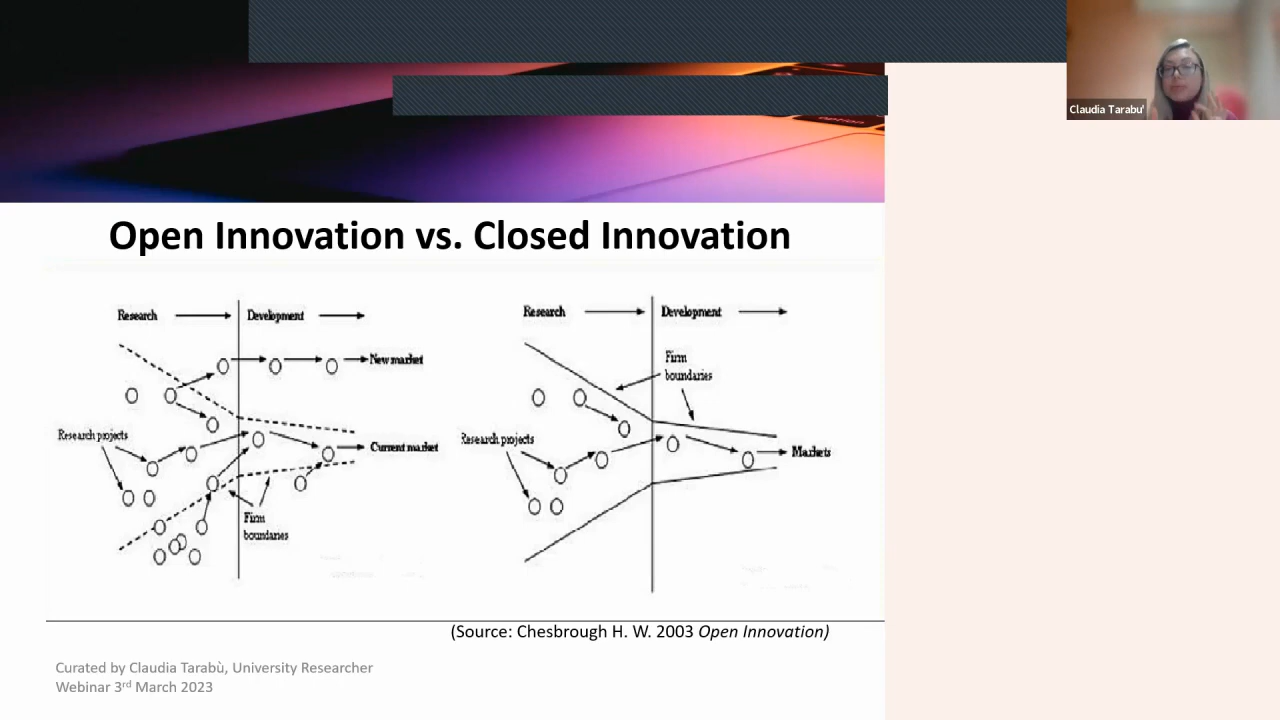 option
Claudia Tarabu'
Open Innovation vs. Closed Innovation
Research
Development
New market
Research projects
Current market
Firm
boundaries
Research
Development
Firm
boundaries
Research projects
Markets
(Source: Chesbrough H. W. 2003 Open Innovation)
Curated by Claudia Tarabù, University Researcher
Webinar 3rd March 2023